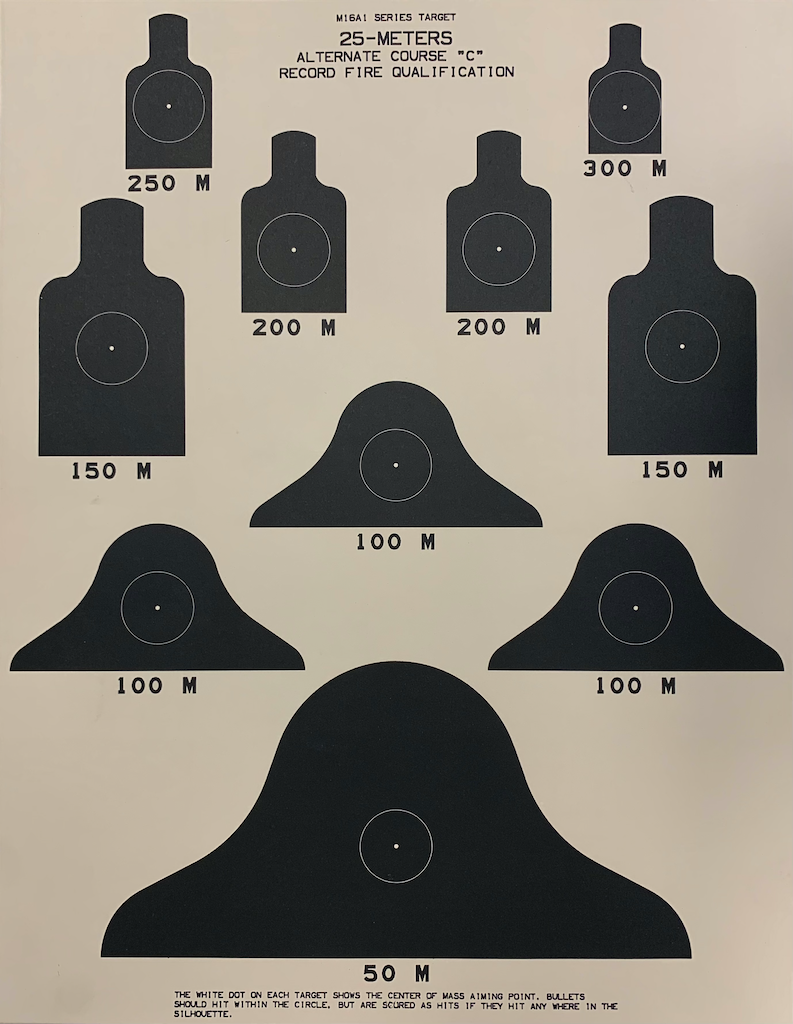 M16A1 SERIES TARGET
25-METERS
ALTERNATE COURSE "C"
RECORD FIRE QUALIFICATION
250 M
300 M
200 M
200 M
150 M
150 M
100 M
100 M
100 M
50 M
THE WHITE DOT ON EACH TARGET SHOWS THE CENTER OF MASS AIMING POINT. BULLETS
SHOULD HIT WITHIN THE CIRCLE, BUT ARE SCORED AS HITS IF THEY HIT ANY WHERE IN THE
SILHOUETTE.